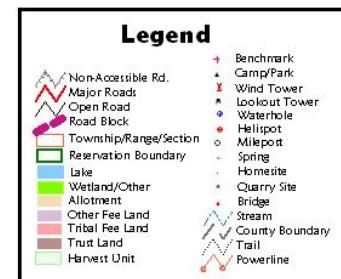 Legend
Non-Accessible Rd.
Major Roads
Open Road
Road Block
Township/Range/Section
Reservation Boundary
Lake
Wetland/Other
Allotment
Other Fee Land
Tribal Fee Land
Trust Land
Harvest Unit
Benchmark
Camp/Park
Wind Tower
Lookout Tower
Waterhole
Helispot
Milepost
Spring
Homesite
Quarry Site
Bridge
Stream
County Boundary
Trail
Powerline